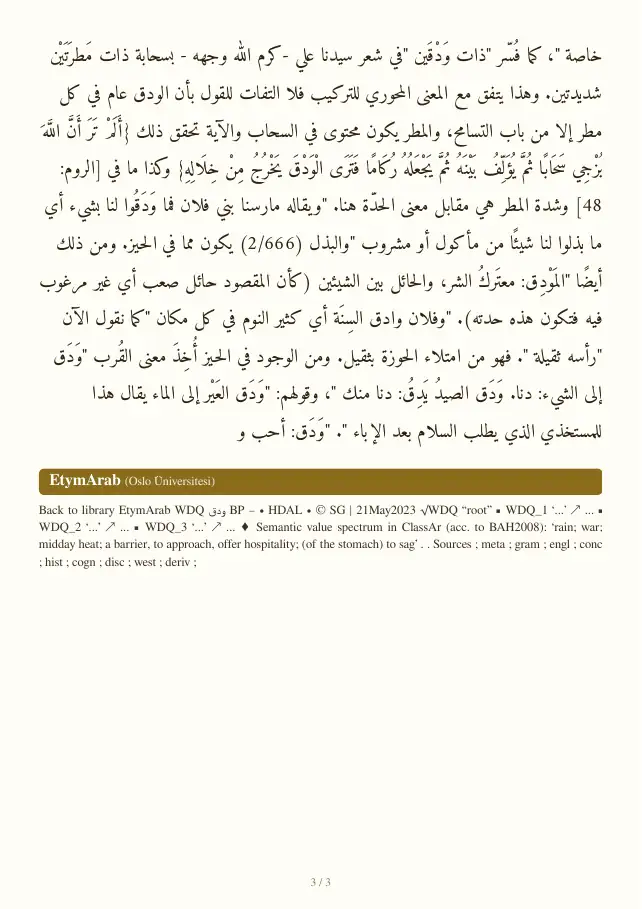 خاصة "، كما فُسِّر "ذات وَدْقَين "في شعر سيدنا علي -كرم الله وجهه - بسحابة ذات مَطرَتَيْن
شديدتين. وهذا يتفق مع المعنى المحوري للتركيب فلا التفات للقول بأن الودق عام في كل
مطر إلا من باب التسامح، والمطر يكون محتوى في السحاب والآية تحقق ذلك {أَلَمْ تَرَ أَنَّ اللَّهَ
يُزْجِي سَحَابًا ثُمَّ يُؤَلِّفُ بَيْنَهُ ثُمَّ يَجْعَلُهُ رُكَامًا فَتَرَى الْوَدْقَ يَخْرُجُ مِنْ خِلَالِهِ} وكذا ما في [الروم:
48] وشدة المطر هي مقابل معنى الحدّة هنا. "ويقاله مارسنا بني فلان فما وَدَقُوا لنا بشيء أي
ما بذلوا لنا شيئًا من مأكول أو مشروب "والبذل (2/666) يكون مما في الحيز. ومن ذلك
أيضًا "المَوْدِق: معتَركُ الشر، والحائل بين الشيئين (كأن المقصود حائل صعب أي غير مرغوب
فيه فتكون هذه حدته). "وفلان وادق السِنَة أي كثير النوم في كل مكان "كما نقول الآن
"رأسه ثقيلة ". فهو من امتلاء الحوزة بثقيل. ومن الوجود في الحيز أُخِذَ معنى القُرب "وَدَق
إلى الشيء: دنا. وَدَق الصيدُ يَدِقُ: دنا منك "، وقولهم: "وَدَق العَيْر إلى الماء يقال هذا
للمستخذي الذي يطلب السلام بعد الإباء ". "وَدَق: أحب و
EtymArab (Oslo Üniversitesi)
Back to library EtymArab WDQ ودق BP – • HDAL • © SG | 21May2023 √WDQ “root” ▪ WDQ_1 ‘...’ ↗ ... ▪
WDQ_2 ‘...’ ↗ ... ▪ WDQ_3 ‘...’ ↗ ... ♦ Semantic value spectrum in ClassAr (acc. to BAH2008): ‘rain; war;
midday heat; a barrier, to approach, offer hospitality; (of the stomach) to sag’ . . Sources ; meta ; gram ; engl ; conc
; hist ; cogn ; disc ; west ; deriv ;
3 / 3